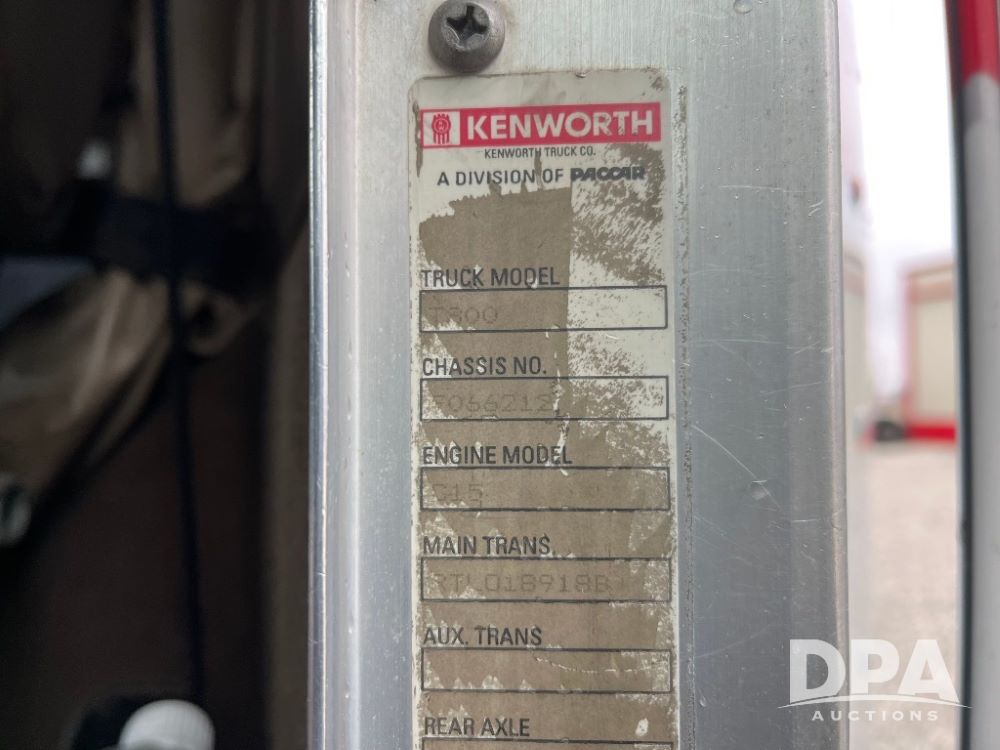 KENWORTH
KENWORTH TRUCK CO.
A DIVISION OF PACCAR
TRUCK MODEL
T800
CHASSIS NO.
ENGINE MODEL
C15
MAIN TRANS.
RTLO18918B
AUX. TRANS
REAR AXLE
DPA
AUCTIONS